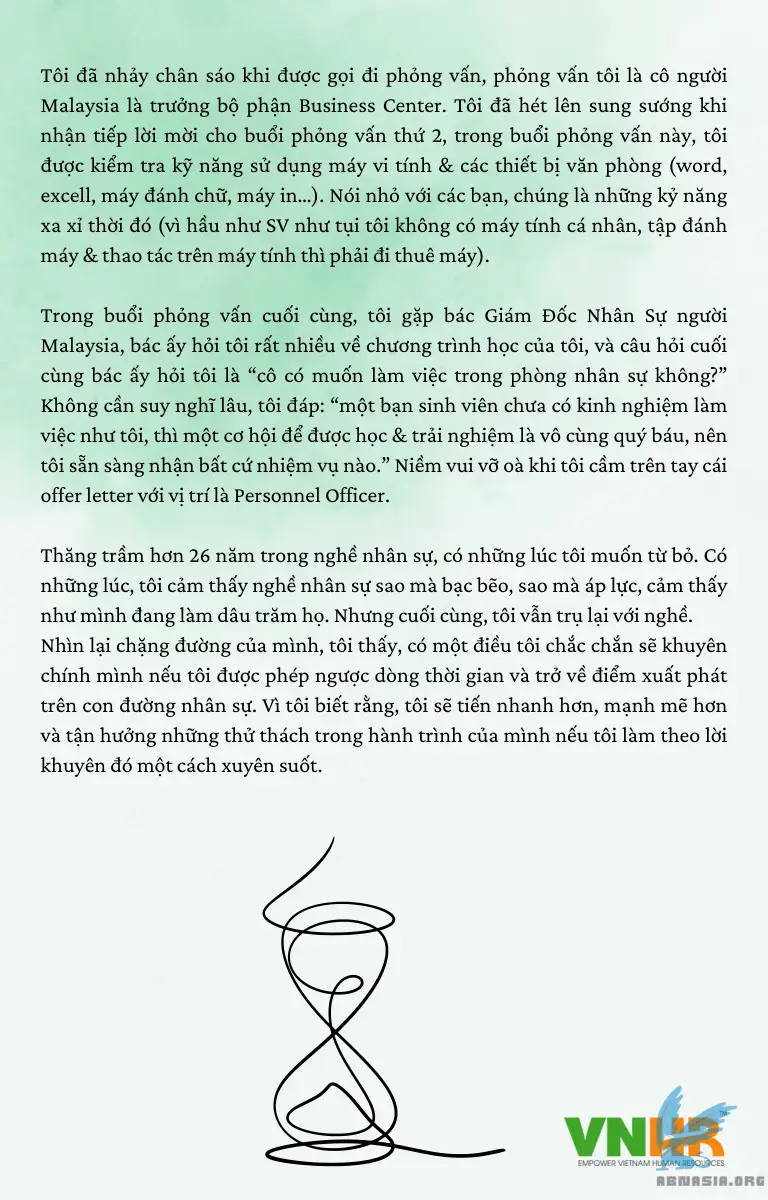 Tôi đã nhảy chân sáo khi được gọi đi phỏng vấn, phỏng vấn tôi là cô người
Malaysia là trưởng bộ phận Business Center. Tôi đã hét lên sung sướng khi
nhận tiếp lời mời cho buổi phỏng vấn thứ 2, trong buổi phỏng vấn này, tôi
được kiểm tra kỹ năng sử dụng máy vi tính & các thiết bị văn phòng (word,
excell, máy đánh chữ, máy in...). Nói nhỏ với các bạn, chúng là những kỷ năng
xa xỉ thời đó (vì hầu như SV như tụi tôi không có máy tính cá nhân, tập đánh
máy & thao tác trên máy tính thì phải đi thuê máy).
Trong buổi phỏng vấn cuối cùng, tôi gặp bác Giám Đốc Nhân Sự người
Malaysia, bác ấy hỏi tôi rất nhiều về chương trình học của tôi, và câu hỏi cuối
cùng bác ấy hỏi tôi là “cô có muốn làm việc trong phòng nhân sự không?”
Không cần suy nghĩ lâu, tôi đáp: “một bạn sinh viên chưa có kinh nghiệm làm
việc như tôi, thì một cơ hội để được học & trải nghiệm là vô cùng quý báu, nên
tôi sẵn sàng nhận bất cứ nhiệm vụ nào.” Niềm vui vỡ oà khi tôi cầm trên tay cái
offer letter với vị trí là Personnel Officer.
Thăng trầm hơn 26 năm trong nghề nhân sự, có những lúc tôi muốn từ bỏ. Có
những lúc, tôi cảm thấy nghề nhân sự sao mà bạc bẽo, sao mà áp lực, cảm thấy
như mình đang làm dâu trăm họ. Nhưng cuối cùng, tôi vẫn trụ lại với nghề.
Nhìn lại chặng đường của mình, tôi thấy, có một điều tôi chắc chắn sẽ khuyên
chính mình nếu tôi được phép ngược dòng thời gian và trở về điểm xuất phát
trên con đường nhân sự. Vì tôi biết rằng, tôi sẽ tiến nhanh hơn, mạnh mẽ hơn
và tận hưởng những thử thách trong hành trình của mình nếu tôi làm theo lời
khuyên đó một cách xuyên suốt.
VNHR™
EMPOWER VIETNAM HUMAN RESOURCES
ABNASIA.ORG